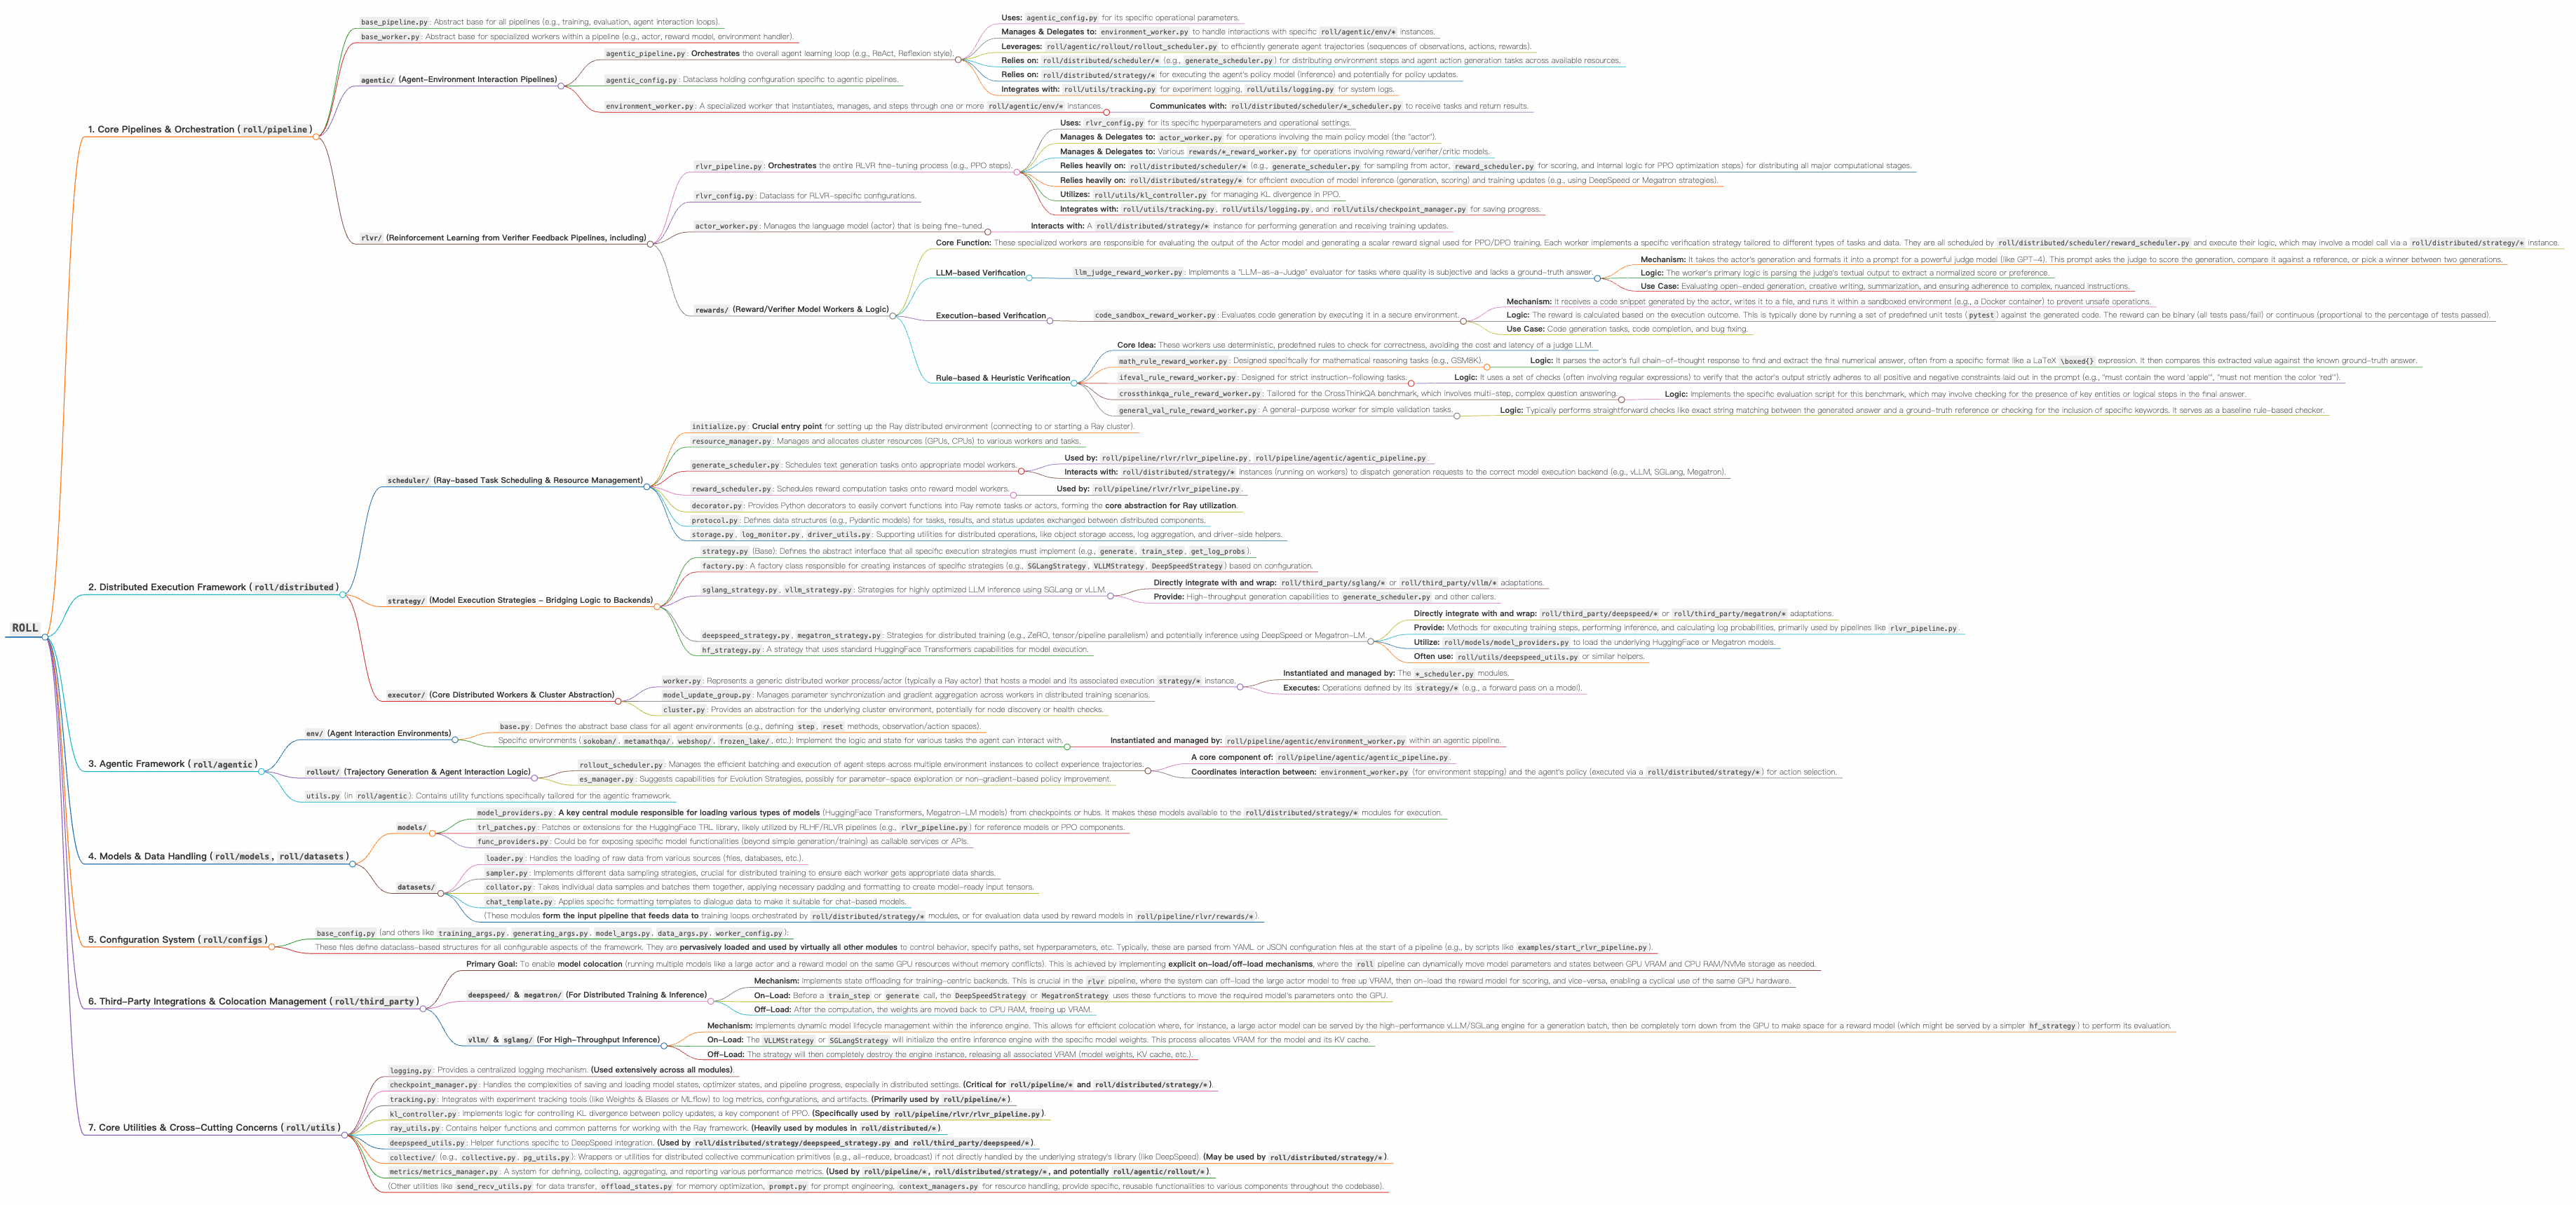 ROLL
1. Core Pipelines & Orchestration ( roll/pipeline )
base_pipeline.py : Abstract base for all pipelines (e.g., training, evaluation, agent interaction loops).
base_worker.py : Abstract base for specialized workers within a pipeline (e.g., actor, reward model, environment handler).
agentic/ (Agent-Environment Interaction Pipelines)
agentic_pipeline.py : Orchestrates the overall agent learning loop (e.g., ReAct, Reflexion style).
Uses: agentic_config.py for its specific operational parameters.
Manages & Delegates to: environment_worker.py to handle interactions with specific roll/agentic/env/* instances.
Leverages: roll/agentic/rollout/rollout_scheduler.py to efficiently generate agent trajectories (sequences of observations, actions, rewards).
Relies on: roll/distributed/scheduler/* (e.g., generate_scheduler.py ) for distributing environment steps and agent action generation tasks across available resources.
Relies on: roll/distributed/strategy/* for executing the agent's policy model (inference) and potentially for policy updates.
Integrates with: roll/utils/tracking.py for experiment logging, roll/utils/logging.py for system logs.
agentic_config.py : Dataclass holding configuration specific to agentic pipelines.
environment_worker.py : A specialized worker that instantiates, manages, and steps through one or more roll/agentic/env/* instances.
Communicates with: roll/distributed/scheduler/*_scheduler.py to receive tasks and return results.
rlvr/ (Reinforcement Learning from Verifier Feedback Pipelines, including)
rlvr_pipeline.py : Orchestrates the entire RLVR fine-tuning process (e.g., PPO steps).
Uses: rlvr_config.py for its specific hyperparameters and operational settings.
Manages & Delegates to: actor_worker.py for operations involving the main policy model (the "actor").
Manages & Delegates to: Various rewards/*_reward_worker.py for operations involving reward/verifier/critic models.
Relies heavily on: roll/distributed/scheduler/* (e.g., generate_scheduler.py for sampling from actor, reward_scheduler.py for scoring, and internal logic for PPO optimization steps) for distributing all major computational stages.
Relies heavily on: roll/distributed/strategy/* for efficient execution of model inference (generation, scoring) and training updates (e.g., using DeepSpeed or Megatron strategies).
Utilizes: roll/utils/kl_controller.py for managing KL divergence in PPO.
Integrates with: roll/utils/tracking.py , roll/utils/logging.py , and roll/utils/checkpoint_manager.py for saving progress.
rlvr_config.py : Dataclass for RLVR-specific configurations.
actor_worker.py : Manages the language model (actor) that is being fine-tuned.
Interacts with: A roll/distributed/strategy/* instance for performing generation and receiving training updates.
rewards/ (Reward/Verifier Model Workers & Logic)
Core Function: These specialized workers are responsible for evaluating the output of the Actor model and generating a scalar reward signal used for PPO/DPO training. Each worker implements a specific verification strategy tailored to different types of tasks and data. They are all scheduled by roll/distributed/scheduler/reward_scheduler.py and execute their logic, which may involve a model call via a roll/distributed/strategy/* instance.
LLM-based Verification
llm_judge_reward_worker.py : Implements a "LLM-as-a-Judge" evaluator for tasks where quality is subjective and lacks a ground-truth answer.
Mechanism: It takes the actor's generation and formats it into a prompt for a powerful judge model (like GPT-4). This prompt asks the judge to score the generation, compare it against a reference, or pick a winner between two generations.
Logic: The worker's primary logic is parsing the judge's textual output to extract a normalized score or preference.
Use Case: Evaluating open-ended generation, creative writing, summarization, and ensuring adherence to complex, nuanced instructions.
Execution-based Verification
code_sandbox_reward_worker.py : Evaluates code generation by executing it in a secure environment.
Mechanism: It receives a code snippet generated by the actor, writes it to a file, and runs it within a sandboxed environment (e.g., a Docker container) to prevent unsafe operations.
Logic: The reward is calculated based on the execution outcome. This is typically done by running a set of predefined unit tests ( pytest ) against the generated code. The reward can be binary (all tests pass/fail) or continuous (proportional to the percentage of tests passed).
Use Case: Code generation tasks, code completion, and bug fixing.
Rule-based & Heuristic Verification
Core Idea: These workers use deterministic, predefined rules to check for correctness, avoiding the cost and latency of a judge LLM.
math_rule_reward_worker.py : Designed specifically for mathematical reasoning tasks (e.g., GSM8K).
Logic: It parses the actor's full chain-of-thought response to find and extract the final numerical answer, often from a specific format like a LaTeX \boxed{} expression. It then compares this extracted value against the known ground-truth answer.
ifeval_rule_reward_worker.py : Designed for strict instruction-following tasks.
Logic: It uses a set of checks (often involving regular expressions) to verify that the actor's output strictly adheres to all positive and negative constraints laid out in the prompt (e.g., "must contain the word 'apple'", "must not mention the color 'red'").
crossthinkqa_rule_reward_worker.py : Tailored for the CrossThinkQA benchmark, which involves multi-step, complex question answering.
Logic: Implements the specific evaluation script for this benchmark, which may involve checking for the presence of key entities or logical steps in the final answer.
general_val_rule_reward_worker.py : A general-purpose worker for simple validation tasks.
Logic: Typically performs straightforward checks like exact string matching between the generated answer and a ground-truth reference or checking for the inclusion of specific keywords. It serves as a baseline rule-based checker.
2. Distributed Execution Framework ( roll/distributed )
scheduler/ (Ray-based Task Scheduling & Resource Management)
initialize.py : Crucial entry point for setting up the Ray distributed environment (connecting to or starting a Ray cluster).
resource_manager.py : Manages and allocates cluster resources (GPUs, CPUs) to various workers and tasks.
generate_scheduler.py : Schedules text generation tasks onto appropriate model workers.
Used by: roll/pipeline/rlvr/rlvr_pipeline.py , roll/pipeline/agentic/agentic_pipeline.py .
Interacts with: roll/distributed/strategy/* instances (running on workers) to dispatch generation requests to the correct model execution backend (e.g., vLLM, SGLang, Megatron).
reward_scheduler.py : Schedules reward computation tasks onto reward model workers.
Used by: roll/pipeline/rlvr/rlvr_pipeline.py .
decorator.py : Provides Python decorators to easily convert functions into Ray remote tasks or actors, forming the core abstraction for Ray utilization.
protocol.py : Defines data structures (e.g., Pydantic models) for tasks, results, and status updates exchanged between distributed components.
storage.py , log_monitor.py , driver_utils.py : Supporting utilities for distributed operations, like object storage access, log aggregation, and driver-side helpers.
strategy/ (Model Execution Strategies - Bridging Logic to Backends)
strategy.py (Base): Defines the abstract interface that all specific execution strategies must implement (e.g., generate , train_step , get_log_probs ).
factory.py : A factory class responsible for creating instances of specific strategies (e.g., SGLangStrategy , VLLMStrategy , DeepSpeedStrategy ) based on configuration.
sglang_strategy.py , vllm_strategy.py : Strategies for highly optimized LLM inference using SGLang or vLLM.
Directly integrate with and wrap: roll/third_party/sglang/* or roll/third_party/vllm/* adaptations.
Provide: High-throughput generation capabilities to generate_scheduler.py and other callers.
deepspeed_strategy.py , megatron_strategy.py : Strategies for distributed training (e.g., ZeRO, tensor/pipeline parallelism) and potentially inference using DeepSpeed or Megatron-LM.
Directly integrate with and wrap: roll/third_party/deepspeed/* or roll/third_party/megatron/* adaptations.
Provide: Methods for executing training steps, performing inference, and calculating log probabilities, primarily used by pipelines like rlvr_pipeline.py .
Utilize: roll/models/model_providers.py to load the underlying HuggingFace or Megatron models.
Often use: roll/utils/deepspeed_utils.py or similar helpers.
hf_strategy.py : A strategy that uses standard HuggingFace Transformers capabilities for model execution.
executor/ (Core Distributed Workers & Cluster Abstraction)
worker.py : Represents a generic distributed worker process/actor (typically a Ray actor) that hosts a model and its associated execution strategy/* instance.
Instantiated and managed by: The *_scheduler.py modules.
Executes: Operations defined by its strategy/* (e.g., a forward pass on a model).
model_update_group.py : Manages parameter synchronization and gradient aggregation across workers in distributed training scenarios.
cluster.py : Provides an abstraction for the underlying cluster environment, potentially for node discovery or health checks.
3. Agentic Framework ( roll/agentic )
env/ (Agent Interaction Environments)
base.py : Defines the abstract base class for all agent environments (e.g., defining step , reset methods, observation/action spaces).
Specific environments ( sokoban/ , metamathqa/ , webshop/ , frozen_lake/ , etc.): Implement the logic and state for various tasks the agent can interact with.
Instantiated and managed by: roll/pipeline/agentic/environment_worker.py within an agentic pipeline.
rollout/ (Trajectory Generation & Agent Interaction Logic)
rollout_scheduler.py : Manages the efficient batching and execution of agent steps across multiple environment instances to collect experience trajectories.
A core component of: roll/pipeline/agentic/agentic_pipeline.py .
Coordinates interaction between: environment_worker.py (for environment stepping) and the agent's policy (executed via a roll/distributed/strategy/* ) for action selection.
es_manager.py : Suggests capabilities for Evolution Strategies, possibly for parameter-space exploration or non-gradient-based policy improvement.
utils.py (in roll/agentic ): Contains utility functions specifically tailored for the agentic framework.
4. Models & Data Handling ( roll/models , roll/datasets )
models/
model_providers.py : A key central module responsible for loading various types of models (HuggingFace Transformers, Megatron-LM models) from checkpoints or hubs. It makes these models available to the roll/distributed/strategy/* modules for execution.
trl_patches.py : Patches or extensions for the HuggingFace TRL library, likely utilized by RLHF/RLVR pipelines (e.g., rlvr_pipeline.py ) for reference models or PPO components.
func_providers.py : Could be for exposing specific model functionalities (beyond simple generation/training) as callable services or APIs.
datasets/
loader.py : Handles the loading of raw data from various sources (files, databases, etc.).
sampler.py : Implements different data sampling strategies, crucial for distributed training to ensure each worker gets appropriate data shards.
collator.py : Takes individual data samples and batches them together, applying necessary padding and formatting to create model-ready input tensors.
chat_template.py : Applies specific formatting templates to dialogue data to make it suitable for chat-based models.
(These modules form the input pipeline that feeds data to training loops orchestrated by roll/distributed/strategy/* modules, or for evaluation data used by reward models in roll/pipeline/rlvr/rewards/* ).
5. Configuration System ( roll/configs )
base_config.py (and others like training_args.py , generating_args.py , model_args.py , data_args.py , worker_config.py ):
These files define dataclass-based structures for all configurable aspects of the framework. They are pervasively loaded and used by virtually all other modules to control behavior, specify paths, set hyperparameters, etc. Typically, these are parsed from YAML or JSON configuration files at the start of a pipeline (e.g., by scripts like examples/start_rlvr_pipeline.py ).
6. Third-Party Integrations & Colocation Management ( roll/third_party )
Primary Goal: To enable model colocation (running multiple models like a large actor and a reward model on the same GPU resources without memory conflicts). This is achieved by implementing explicit on-load/off-load mechanisms, where the roll pipeline can dynamically move model parameters and states between GPU VRAM and CPU RAM/NVMe storage as needed.
deepspeed/ & megatron/ (For Distributed Training & Inference)
Mechanism: Implements state offloading for training-centric backends. This is crucial in the rlvr pipeline, where the system can off-load the large actor model to free up VRAM, then on-load the reward model for scoring, and vice-versa, enabling a cyclical use of the same GPU hardware.
On-Load: Before a train_step or generate call, the DeepSpeedStrategy or MegatronStrategy uses these functions to move the required model's parameters onto the GPU.
Off-Load: After the computation, the weights are moved back to CPU RAM, freeing up VRAM.
vllm/ & sglang/ (For High-Throughput Inference)
Mechanism: Implements dynamic model lifecycle management within the inference engine. This allows for efficient colocation where, for instance, a large actor model can be served by the high-performance vLLM/SGLang engine for a generation batch, then be completely torn down from the GPU to make space for a reward model (which might be served by a simpler hf_strategy ) to perform its evaluation.
On-Load: The VLLMStrategy or SGLangStrategy will initialize the entire inference engine with the specific model weights. This process allocates VRAM for the model and its KV cache.
Off-Load: The strategy will then completely destroy the engine instance, releasing all associated VRAM (model weights, KV cache, etc.).
7. Core Utilities & Cross-Cutting Concerns ( roll/utils )
logging.py : Provides a centralized logging mechanism. (Used extensively across all modules).
checkpoint_manager.py : Handles the complexities of saving and loading model states, optimizer states, and pipeline progress, especially in distributed settings. (Critical for roll/pipeline/* and roll/distributed/strategy/* ).
tracking.py : Integrates with experiment tracking tools (like Weights & Biases or MLflow) to log metrics, configurations, and artifacts. (Primarily used by roll/pipeline/* ).
kl_controller.py : Implements logic for controlling KL divergence between policy updates, a key component of PPO. (Specifically used by roll/pipeline/rlvr/rlvr_pipeline.py ).
ray_utils.py : Contains helper functions and common patterns for working with the Ray framework. (Heavily used by modules in roll/distributed/* ).
deepspeed_utils.py : Helper functions specific to DeepSpeed integration. (Used by roll/distributed/strategy/deepspeed_strategy.py and roll/third_party/deepspeed/* ).
collective/ (e.g., collective.py , pg_utils.py ): Wrappers or utilities for distributed collective communication primitives (e.g., all-reduce, broadcast) if not directly handled by the underlying strategy's library (like DeepSpeed). (May be used by roll/distributed/strategy/* ).
metrics/metrics_manager.py : A system for defining, collecting, aggregating, and reporting various performance metrics. (Used by roll/pipeline/* , roll/distributed/strategy/* , and potentially roll/agentic/rollout/* ).
(Other utilities like send_recv_utils.py for data transfer, offload_states.py for memory optimization, prompt.py for prompt engineering, context_managers.py for resource handling, provide specific, reusable functionalities to various components throughout the codebase).